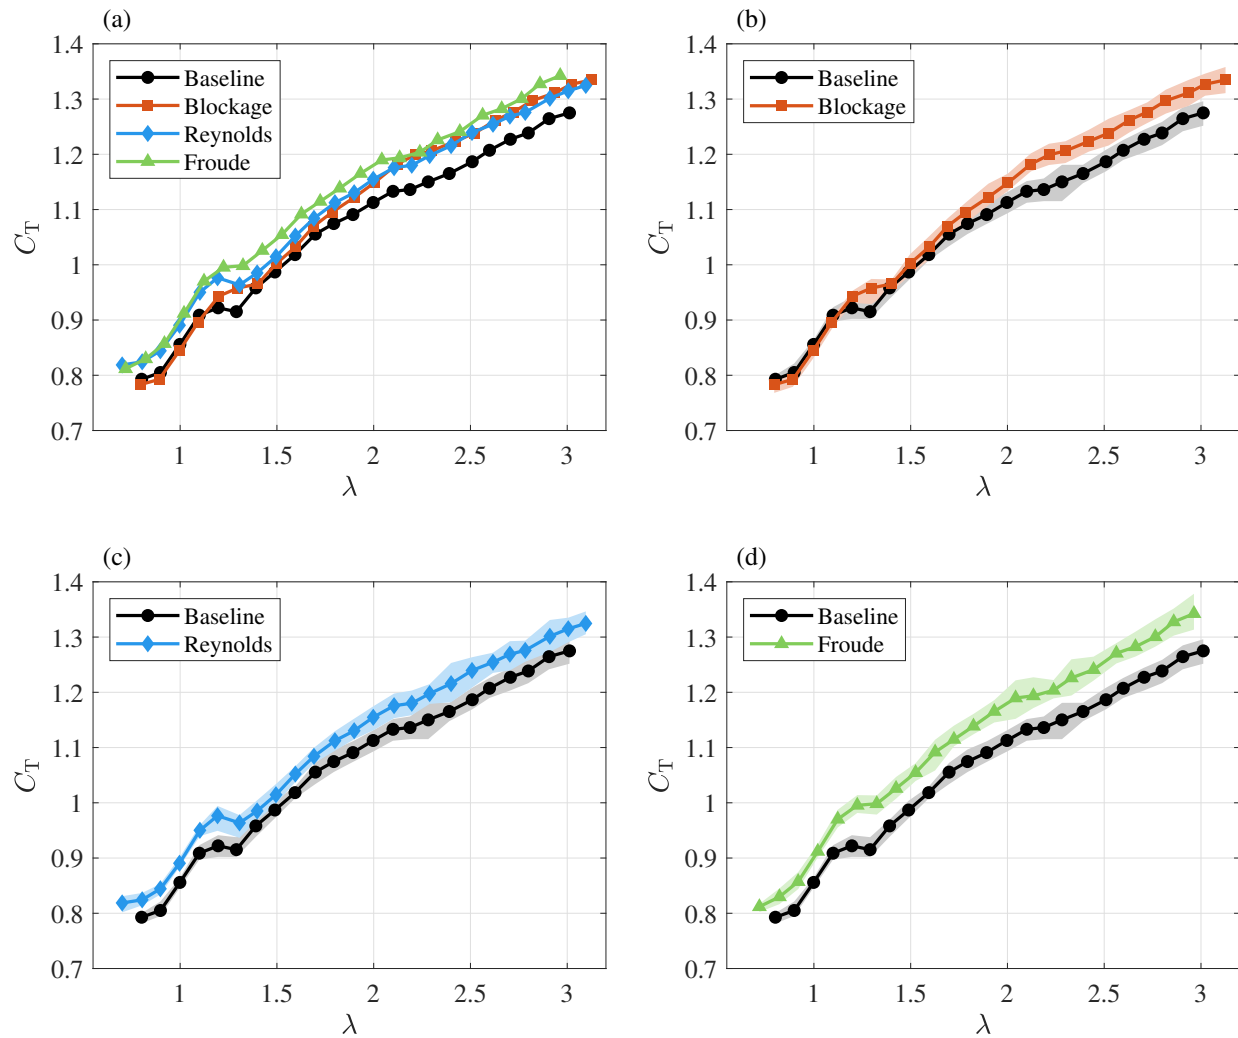 (a)
1.4
1.3
1.2
1.1
1
0.9
0.8
0.7
C_T
Baseline
Blockage
Reynolds
Froude
1 1.5 2 2.5 3
λ
(b)
1.4
1.3
1.2
1.1
1
0.9
0.8
0.7
C_T
Baseline
Blockage
1 1.5 2 2.5 3
λ
(c)
1.4
1.3
1.2
1.1
1
0.9
0.8
0.7
C_T
Baseline
Reynolds
1 1.5 2 2.5 3
λ
(d)
1.4
1.3
1.2
1.1
1
0.9
0.8
0.7
C_T
Baseline
Froude
1 1.5 2 2.5 3
λ